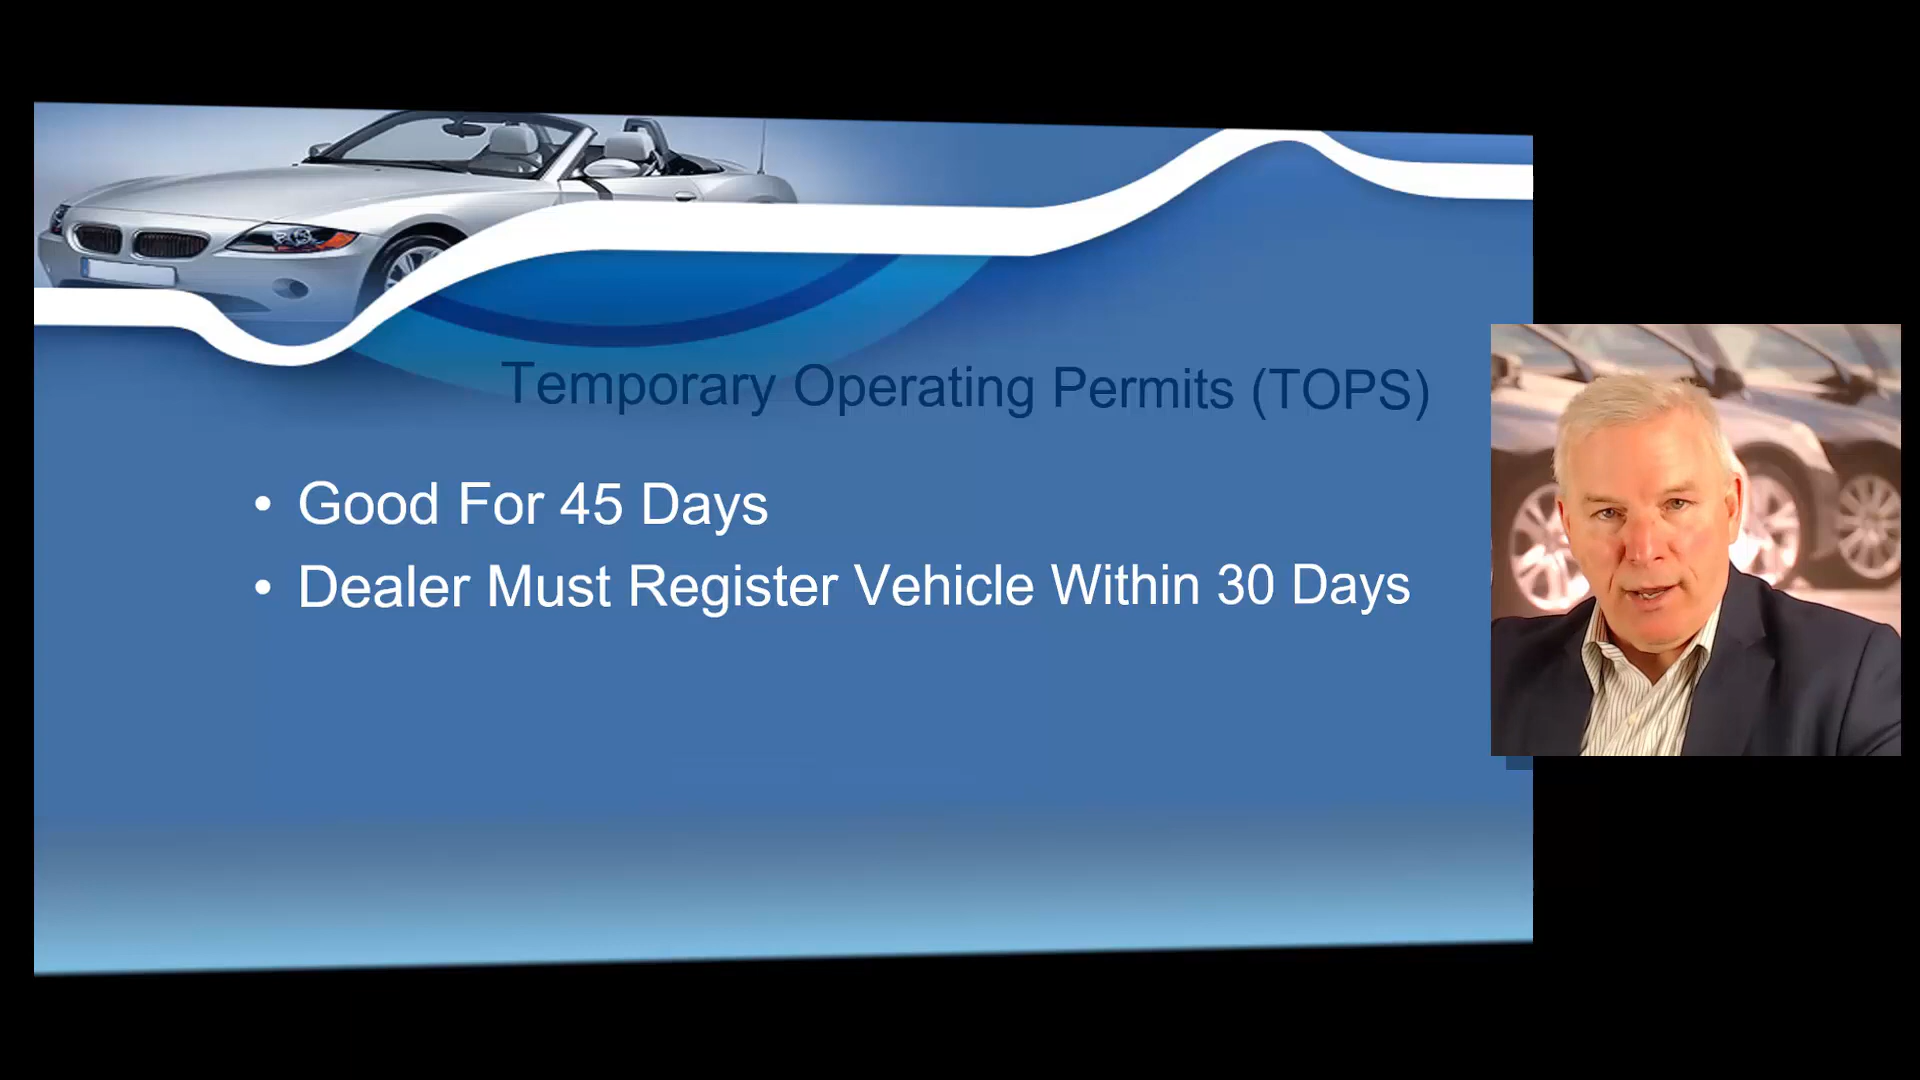 Temporary Operating Permits (TOPS)
• Good For 45 Days
• Dealer Must Register Vehicle Within 30 Days